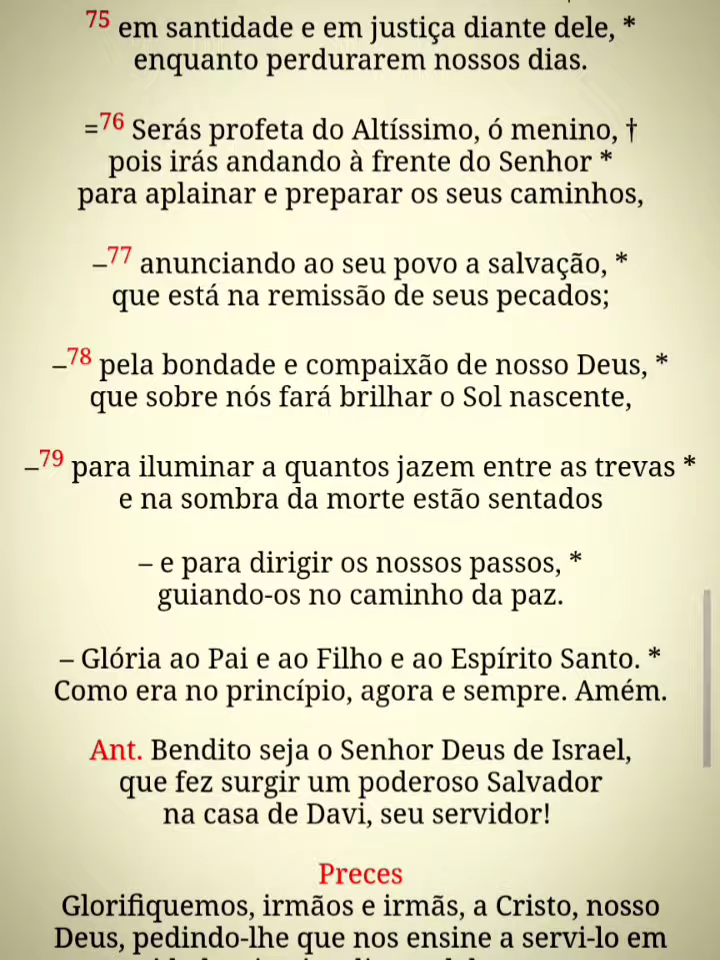 75 em santidade e em justiça diante dele, *
enquanto perdurarem nossos dias.
=76 Serás profeta do Altíssimo, ó menino, †
pois irás andando à frente do Senhor *
para aplainar e preparar os seus caminhos,
–77 anunciando ao seu povo a salvação, *
que está na remissão de seus pecados;
–78 pela bondade e compaixão de nosso Deus, *
que sobre nós fará brilhar o Sol nascente,
–79 para iluminar a quantos jazem entre as trevas *
e na sombra da morte estão sentados
– e para dirigir os nossos passos, *
guiando-os no caminho da paz.
– Glória ao Pai e ao Filho e ao Espírito Santo. *
Como era no princípio, agora e sempre. Amém.
Ant. Bendito seja o Senhor Deus de Israel,
que fez surgir um poderoso Salvador
na casa de Davi, seu servidor!
Preces
Glorifiquemos, irmãos e irmãs, a Cristo, nosso
Deus, pedindo-lhe que nos ensine a servi-lo em